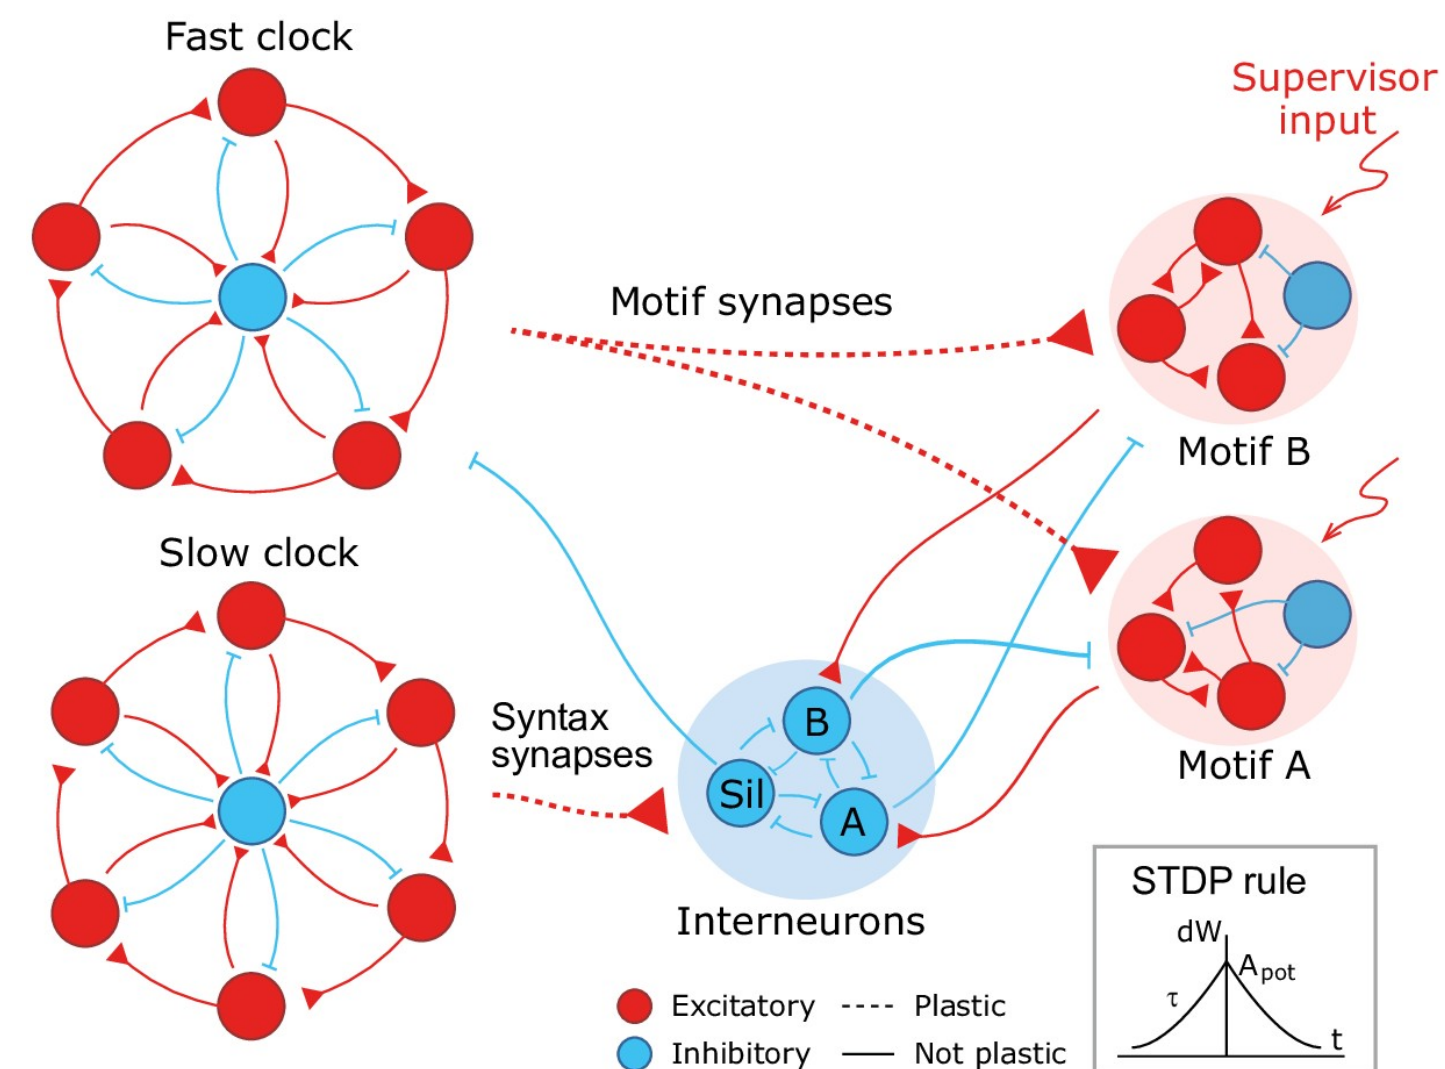 Fast clock
Supervisor
input
Motif synapses
Motif B
Slow clock
Syntax
synapses
B
Sil
A
Motif A
Interneurons
STDP rule
dW
Apot
τ
t
Excitatory
Plastic
Inhibitory
Not plastic